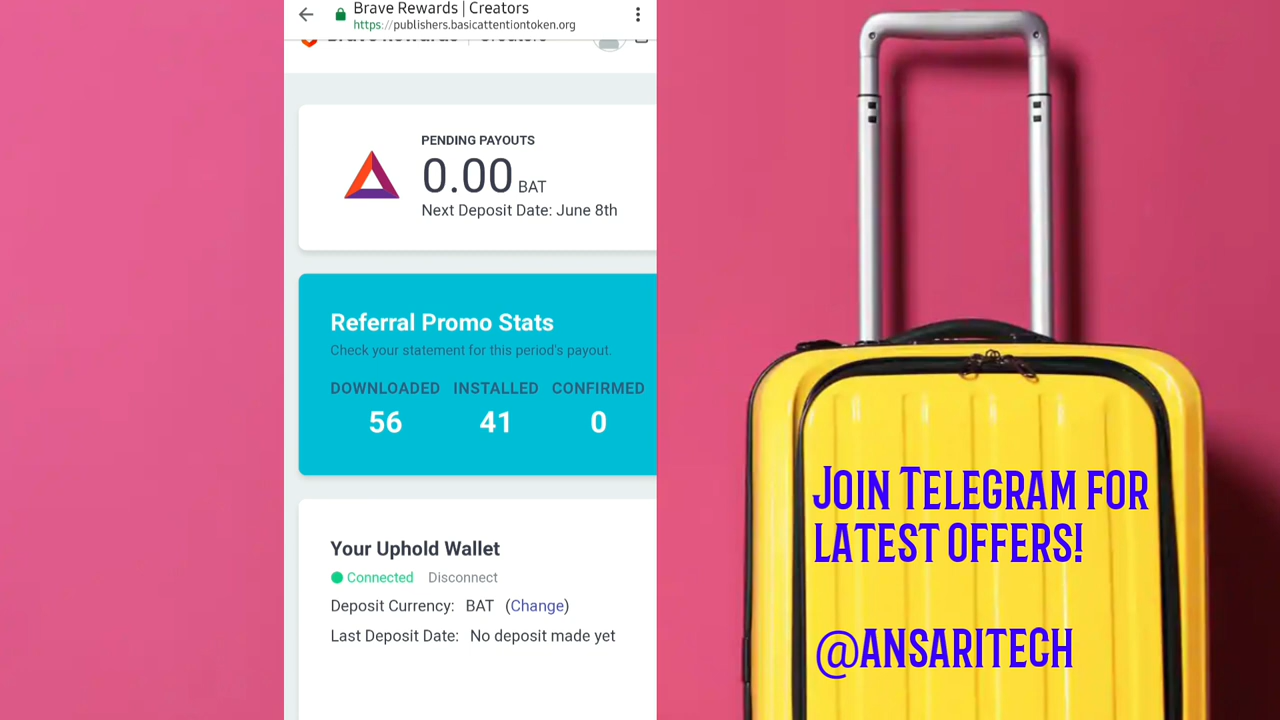 Brave Rewards | Creators
https://publishers.basicattentiontoken.org
PENDING PAYOUTS
0.00 BAT
Next Deposit Date: June 8th
Referral Promo Stats
Check your statement for this period's payout.
DOWNLOADED INSTALLED CONFIRMED
56 41 0
Your Uphold Wallet
Connected Disconnect
Deposit Currency: BAT (Change)
Last Deposit Date: No deposit made yet
JOIN TELEGRAM FOR
LATEST OFFERS!
@ANSARITECH